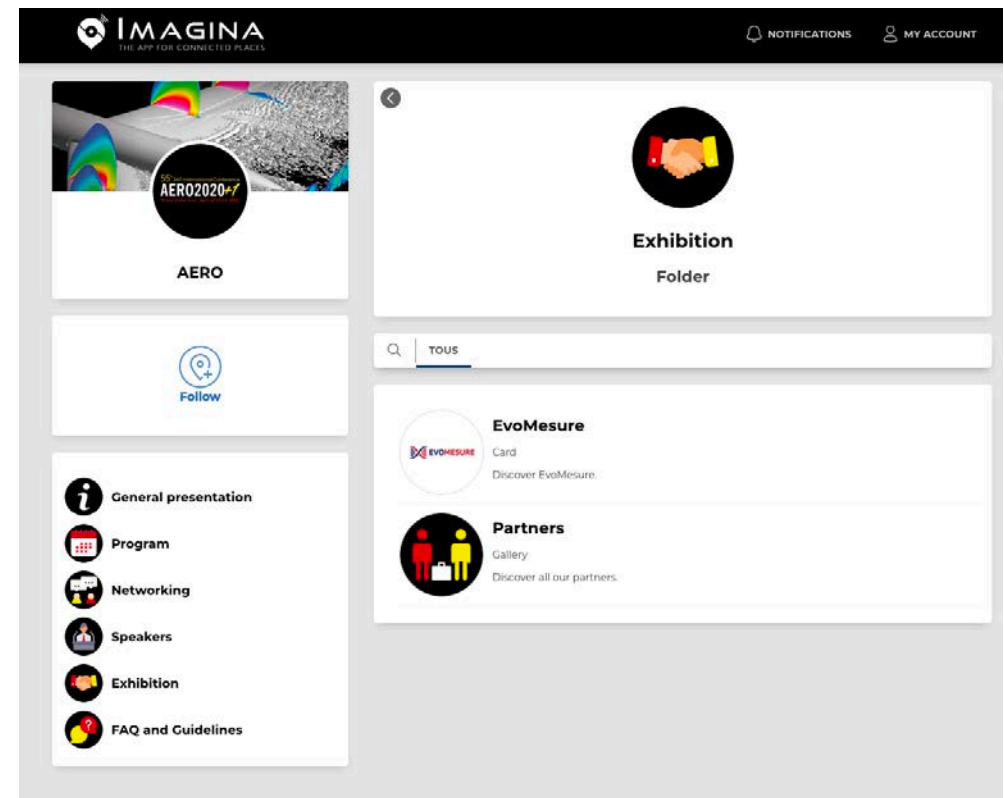 IMAGINA
THE APP FOR CONNECTED PLACES
NOTIFICATIONS
MY ACCOUNT
AERO2020+1
AERO
Follow
General presentation
Program
Networking
Speakers
Exhibition
FAQ and Guidelines
Exhibition
Folder
TOUS
EVOMESURE
EvoMesure
Card
Discover EvoMesure.
Partners
Gallery
Discover all our partners.